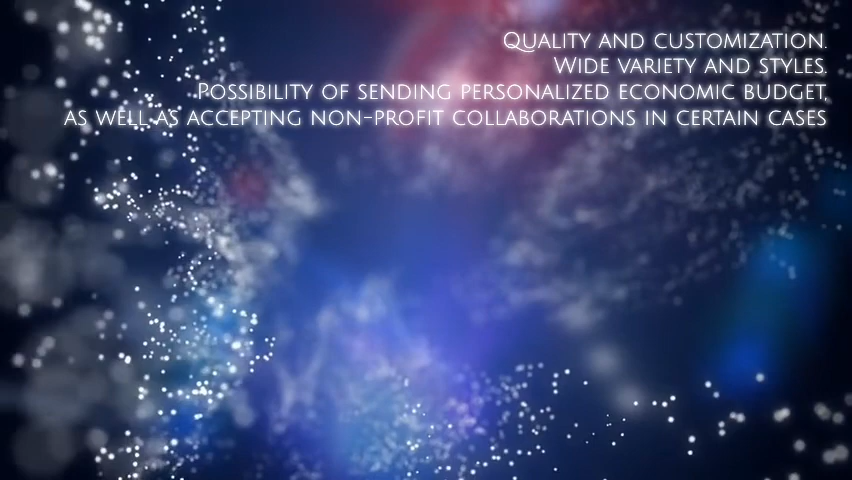 Quality and customization.
Wide variety and styles.
Possibility of sending personalized economic budget,
as well as accepting non-profit collaborations in certain cases